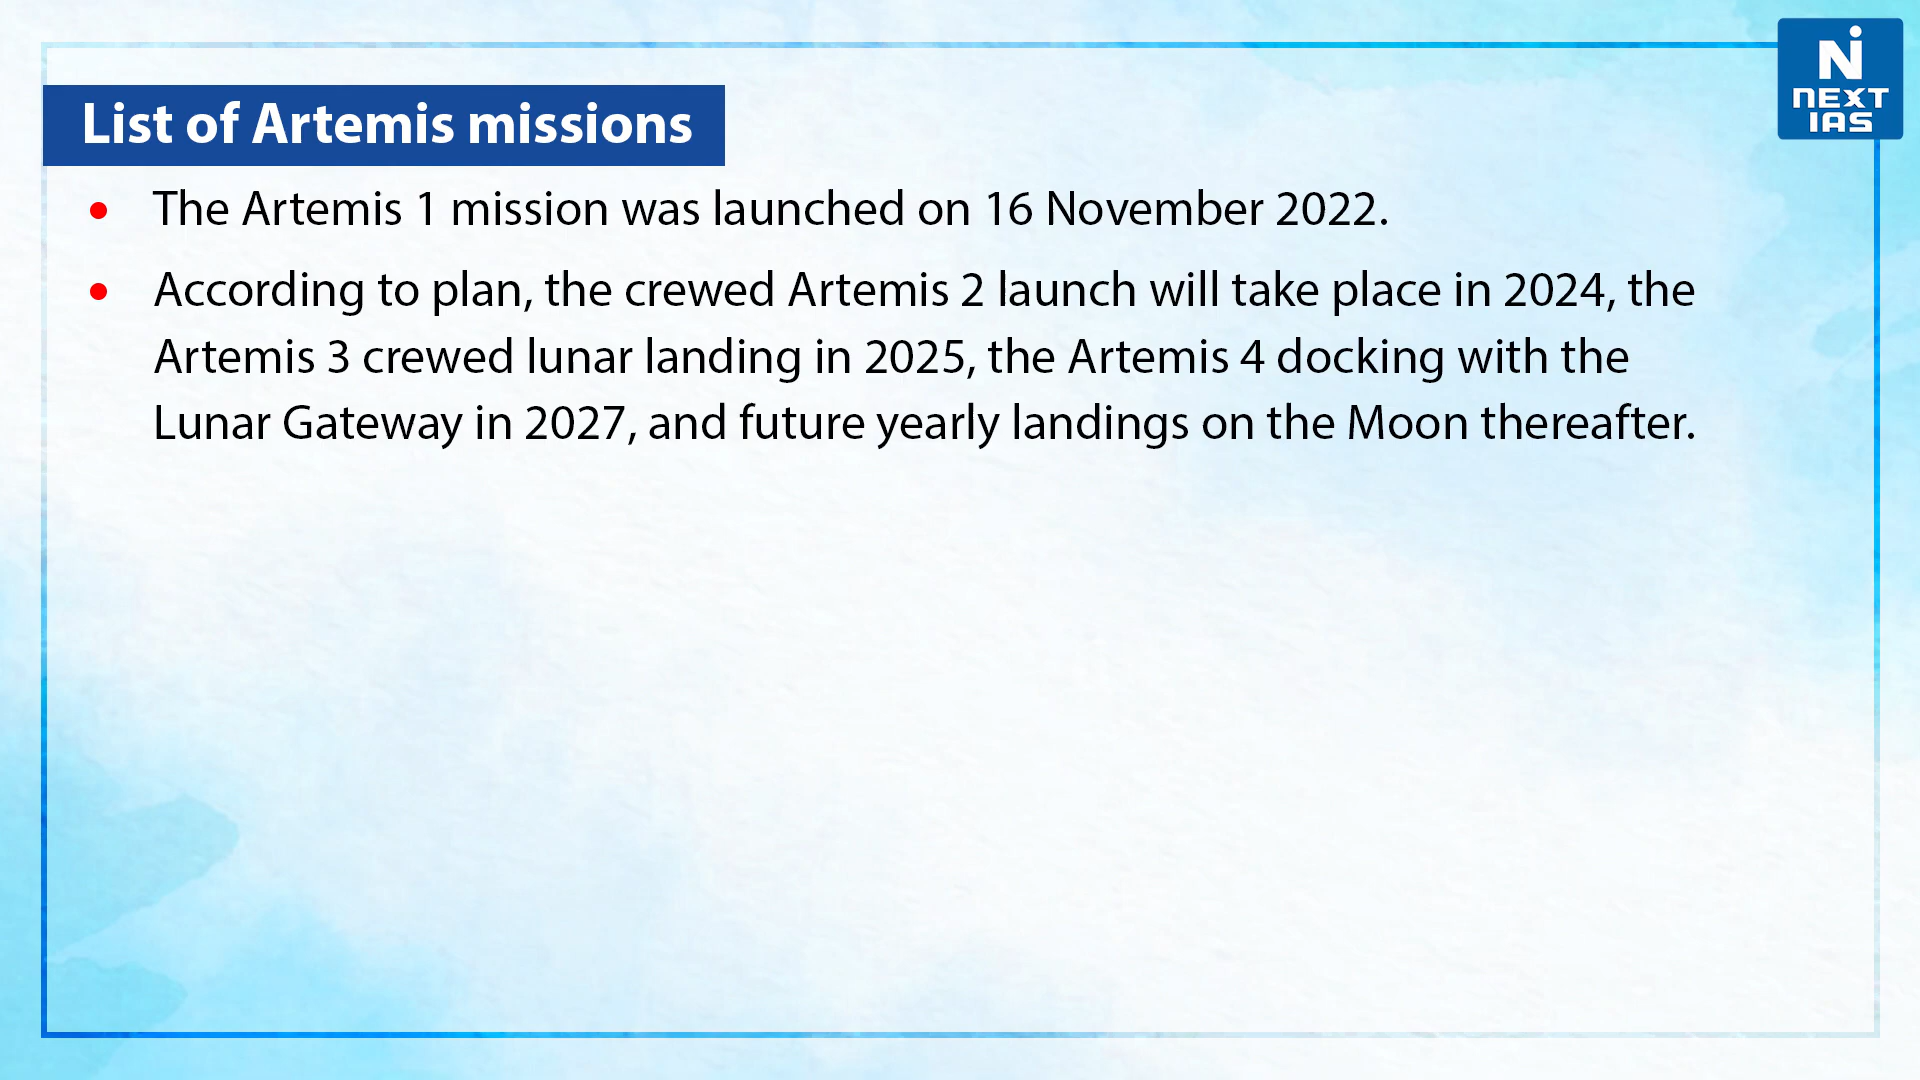 NEXT
IAS
List of Artemis missions
• The Artemis 1 mission was launched on 16 November 2022.
• According to plan, the crewed Artemis 2 launch will take place in 2024, the
Artemis 3 crewed lunar landing in 2025, the Artemis 4 docking with the
Lunar Gateway in 2027, and future yearly landings on the Moon thereafter.